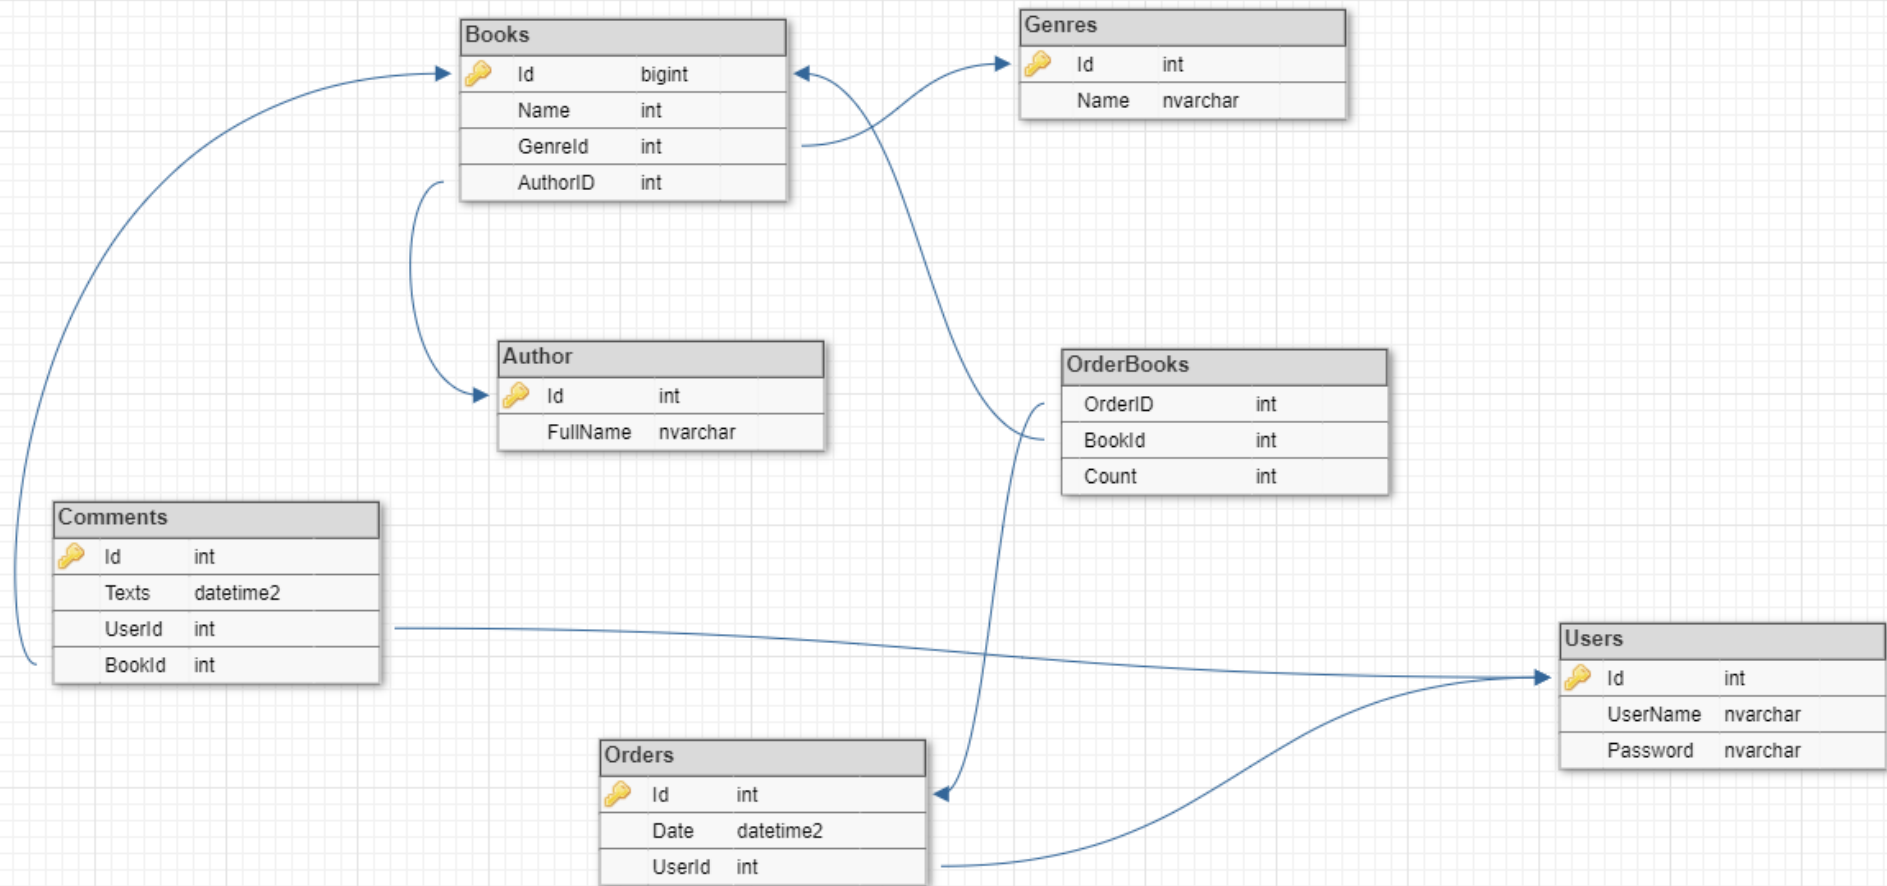 Books
Id bigint
Name int
GenreId int
AuthorID int
Genres
Id int
Name nvarchar
Author
Id int
FullName nvarchar
OrderBooks
OrderID int
BookId int
Count int
Comments
Id int
Texts datetime2
UserId int
BookId int
Users
Id int
UserName nvarchar
Password nvarchar
Orders
Id int
Date datetime2
UserId int